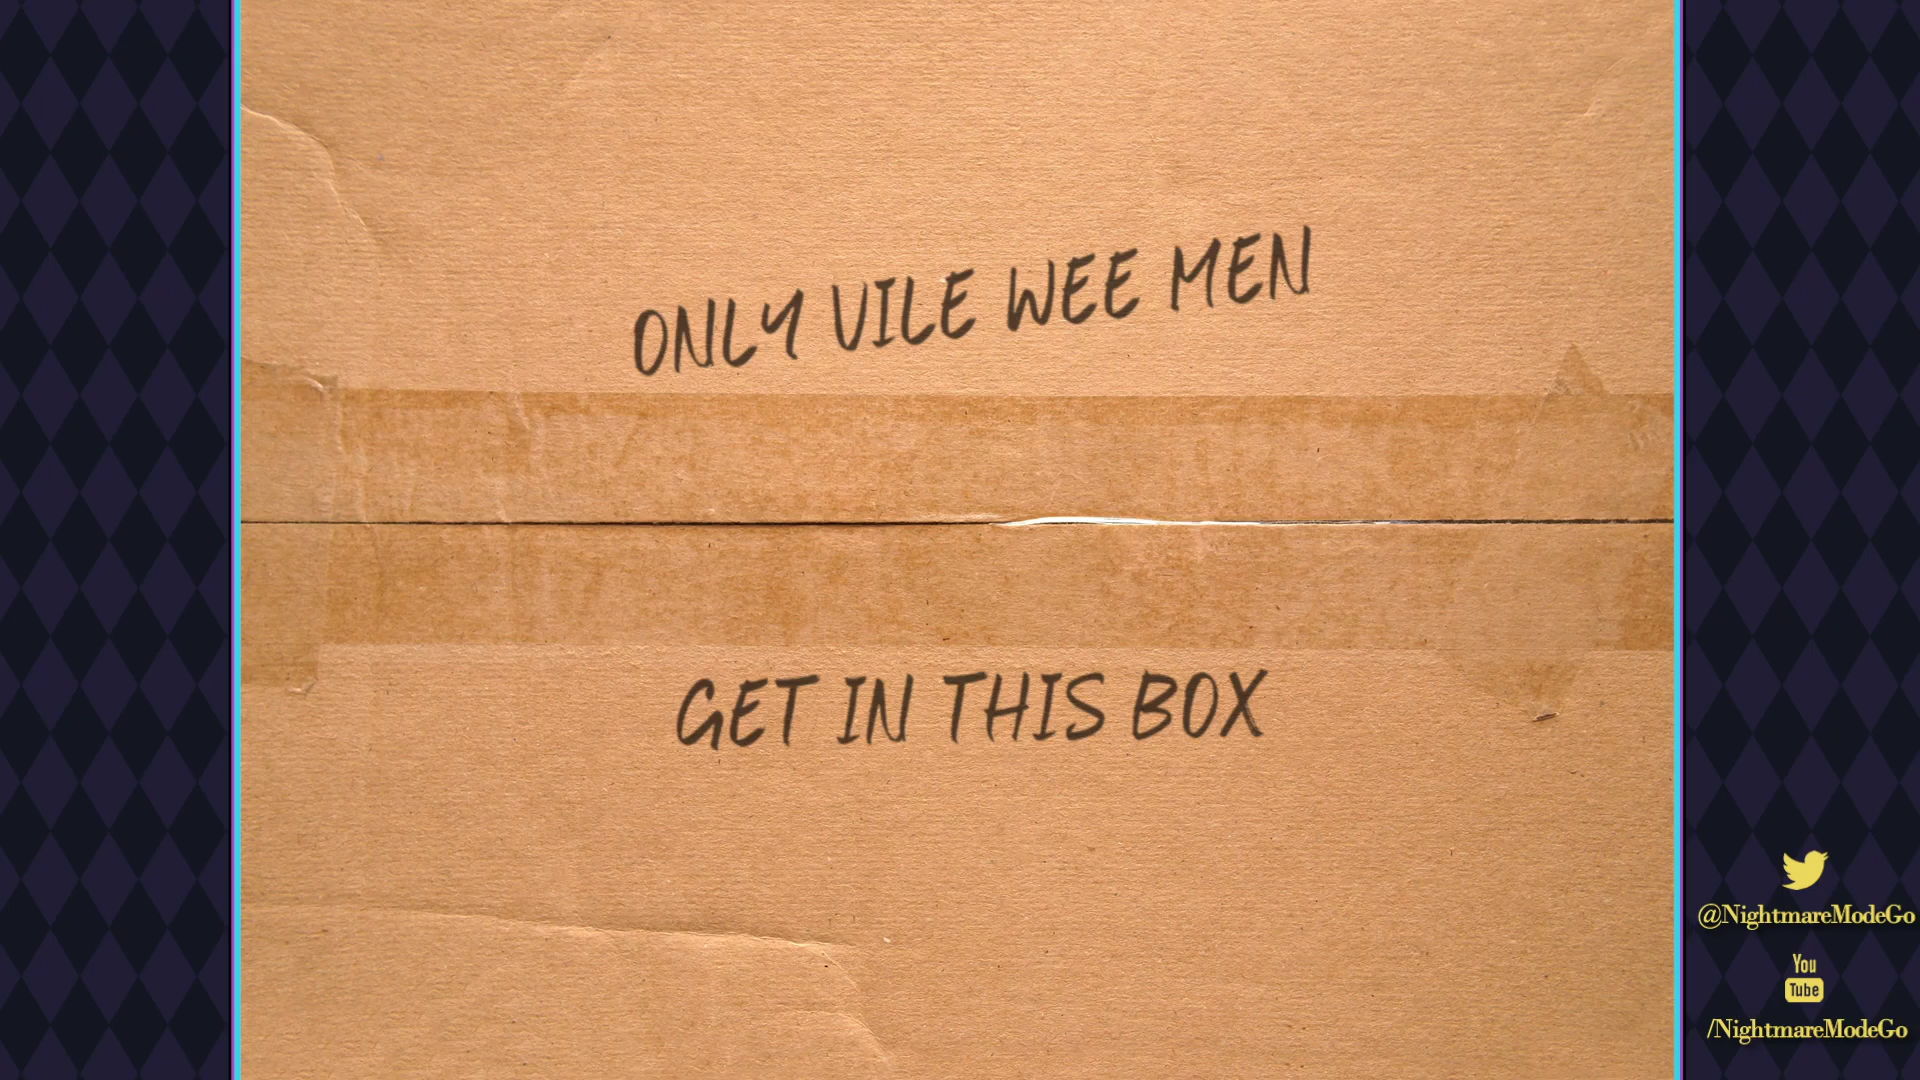 ONLY VILE WEE MEN
GET IN THIS BOX
@NightmareModeGo
You
Tube
/NightmareModeGo